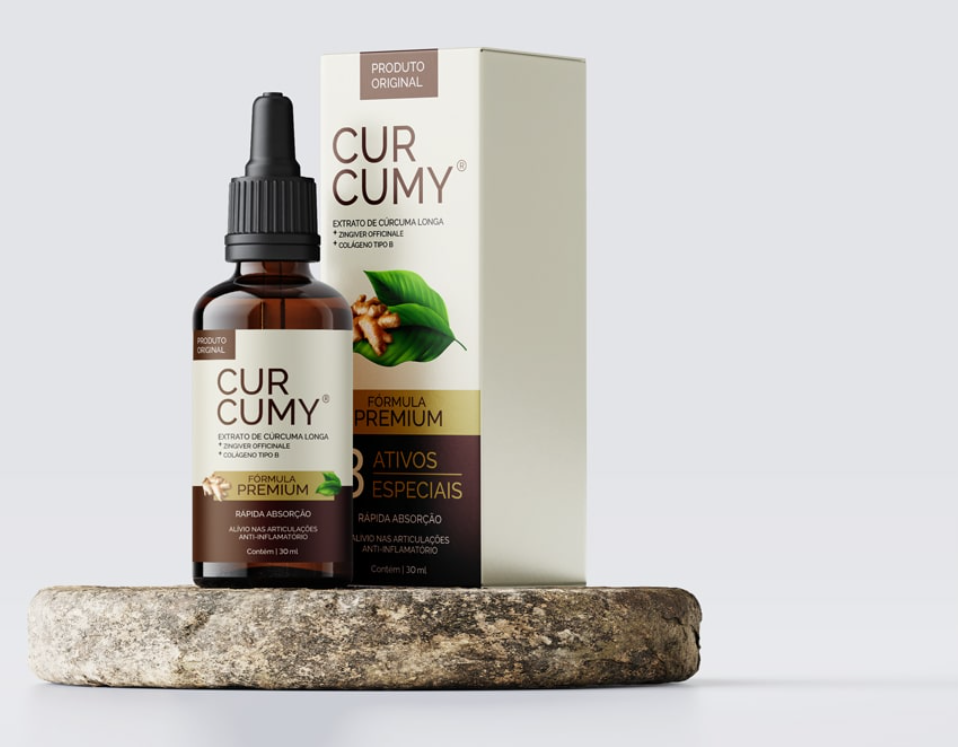 PRODUTO
ORIGINAL
CUR
CUMY®
EXTRATO DE CÚRCUMA LONGA
+ ZINGIVER OFFICINALE
+ COLÁGENO TIPO B
FÓRMULA
PREMIUM
3 ATIVOS
ESPECIAIS
RÁPIDA ABSORÇÃO
ALÍVIO NAS ARTICULAÇÕES
ANTI-INFLAMATÓRIO
Contém | 30 ml
PRODUTO
ORIGINAL
CUR
CUMY®
EXTRATO DE CÚRCUMA LONGA
+ ZINGIVER OFFICINALE
+ COLÁGENO TIPO B
FÓRMULA
PREMIUM
RÁPIDA ABSORÇÃO
ALÍVIO NAS ARTICULAÇÕES
ANTI-INFLAMATÓRIO
Contém | 30 ml